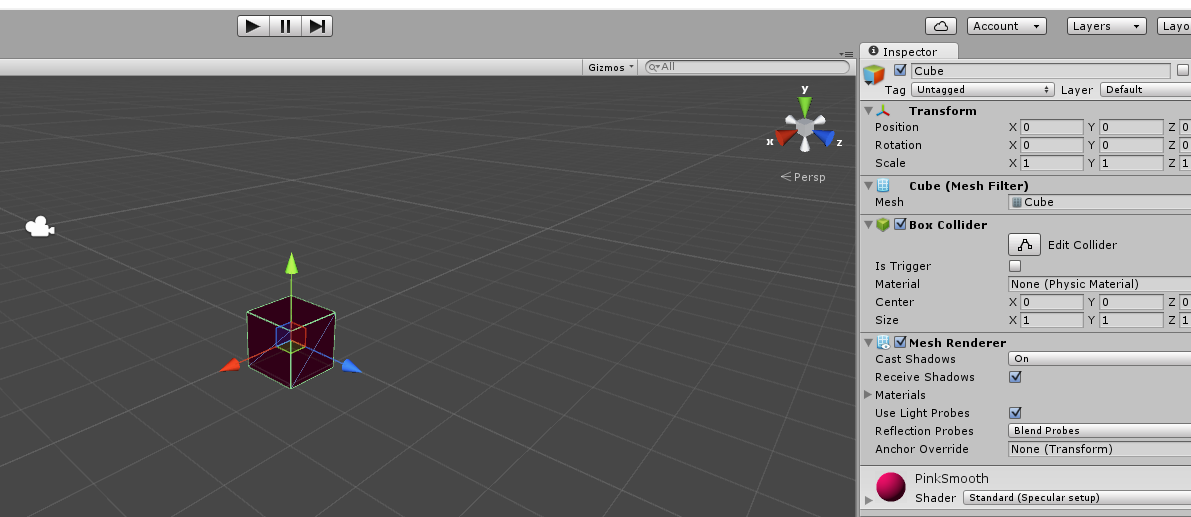 Account
Layers
Layo
Inspector
Gizmos
All
Cube
Tag Untagged Layer Default
Transform
Position X 0 Y 0 Z 0
Rotation X 0 Y 0 Z 0
Scale X 1 Y 1 Z 1
y
x
z
Persp
Cube (Mesh Filter)
Mesh Cube
Box Collider
Edit Collider
Is Trigger
Material None (Physic Material)
Center X 0 Y 0 Z 0
Size X 1 Y 1 Z 1
Mesh Renderer
Cast Shadows On
Receive Shadows
Materials
Use Light Probes
Reflection Probes Blend Probes
Anchor Override None (Transform)
PinkSmooth
Shader Standard (Specular setup)